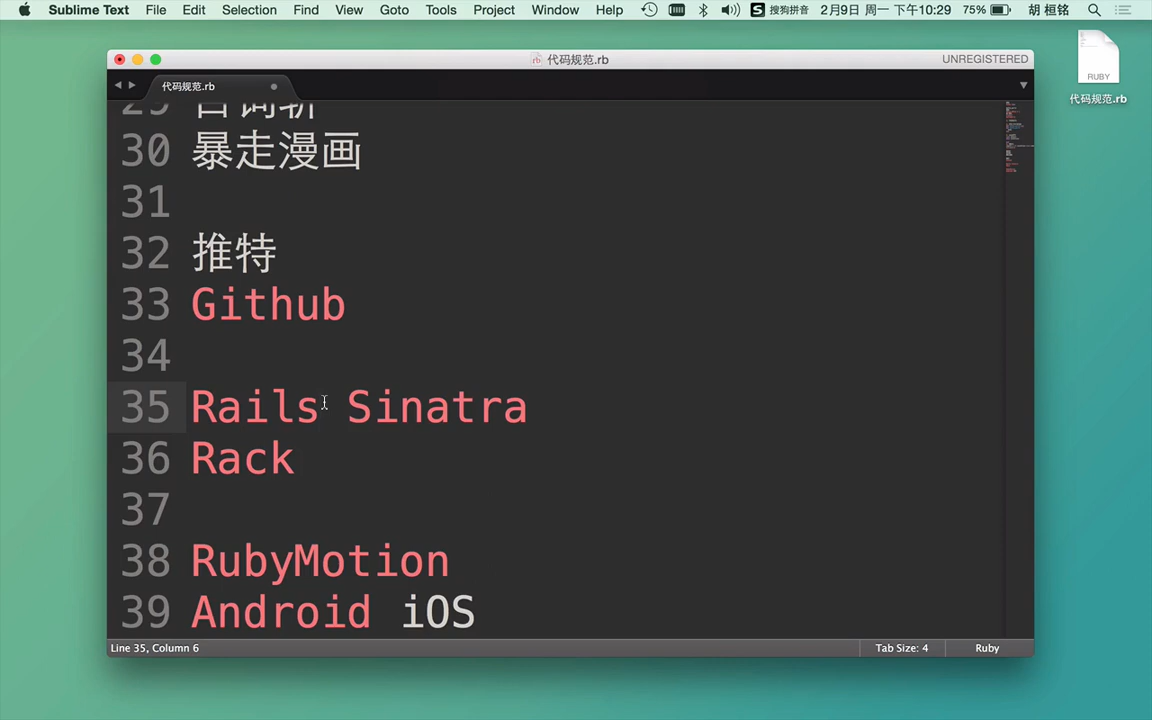 Sublime Text File Edit Selection Find View Goto Tools Project Window Help 搜狗拼音 2月9日 周一 下午10:29 75% 胡 桓铭
代码规范.rb
UNREGISTERED
RUBY
代码规范.rb
代码规范.rb
29
30 暴走漫画
31
32 推特
33 Github
34
35 Rails Sinatra
36 Rack
37
38 RubyMotion
39 Android iOS
Line 35, Column 6
Tab Size: 4
Ruby